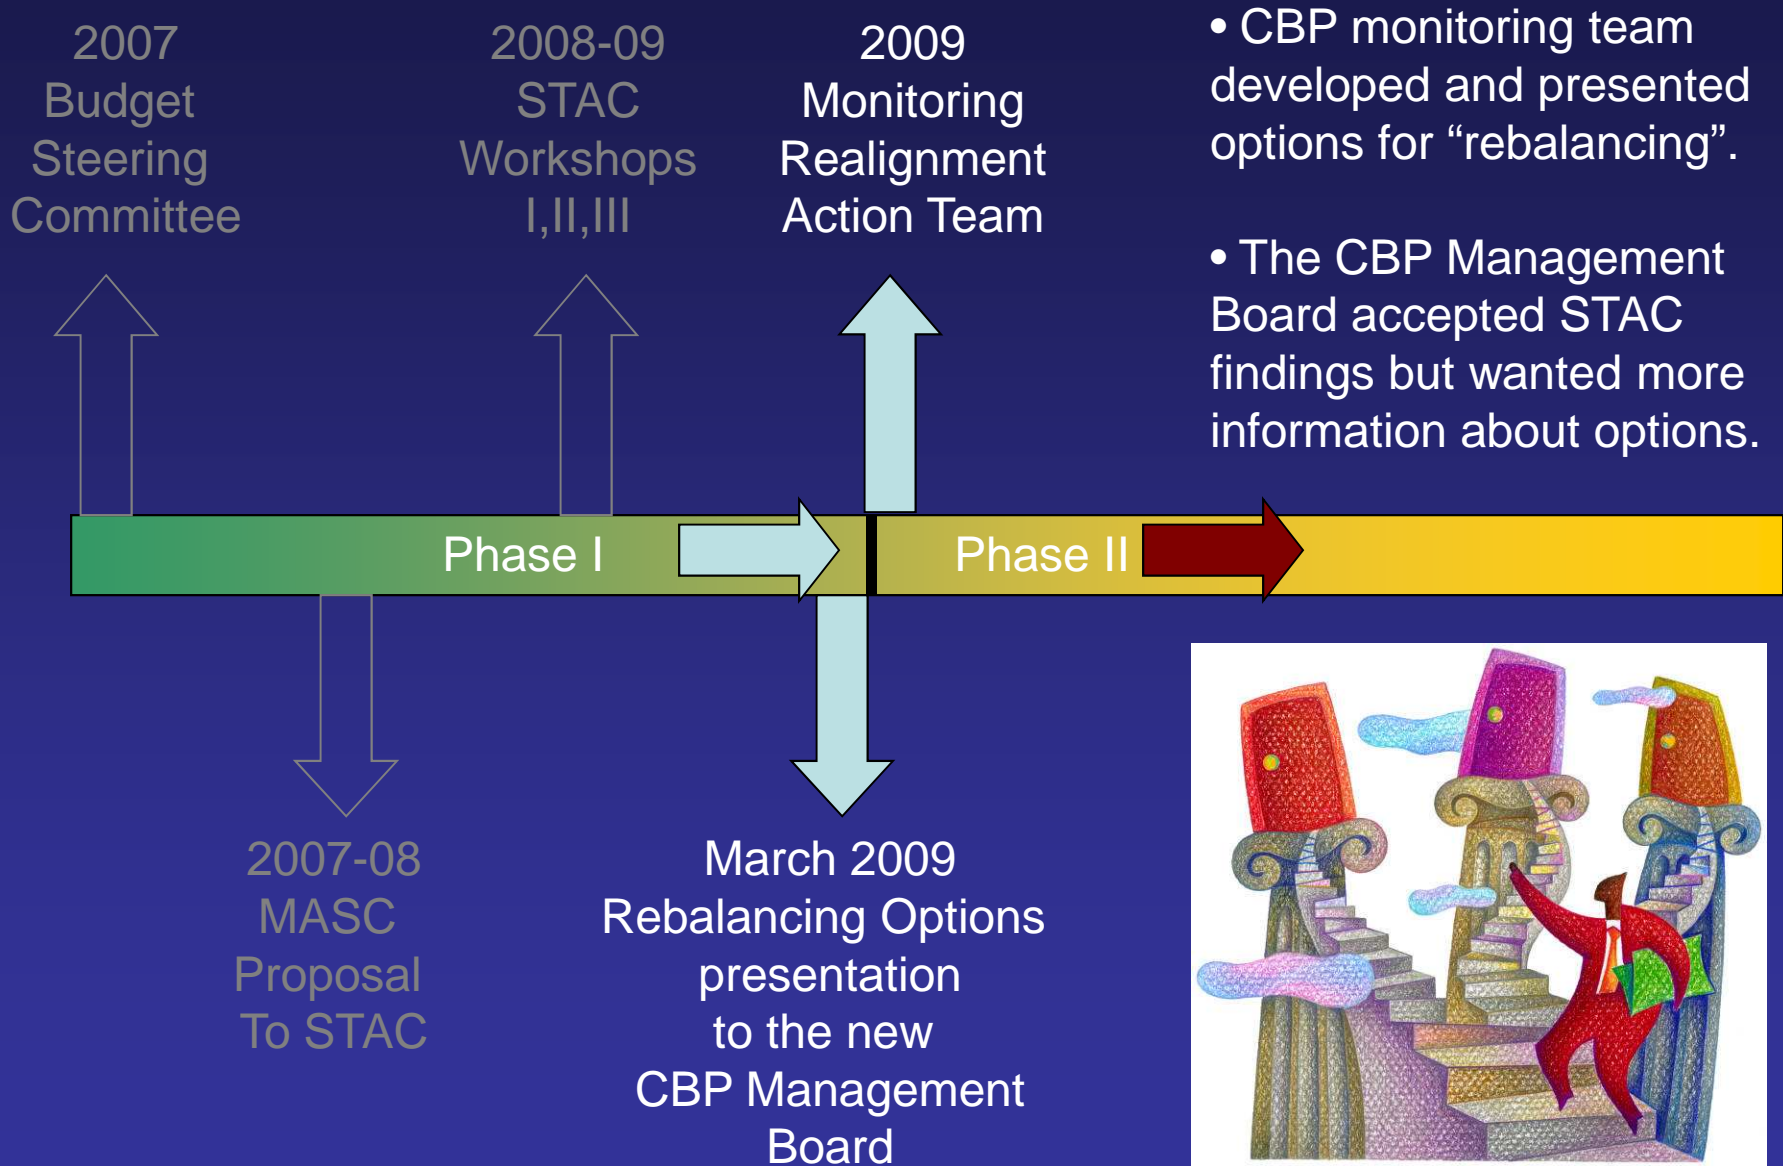 2007
Budget
Steering
Committee
2008-09
STAC
Workshops
I,II,III
2009
Monitoring
Realignment
Action Team
• CBP monitoring team
developed and presented
options for “rebalancing”.
• The CBP Management
Board accepted STAC
findings but wanted more
information about options.
Phase I
Phase II
2007-08
MASC
Proposal
To STAC
March 2009
Rebalancing Options
presentation
to the new
CBP Management
Board